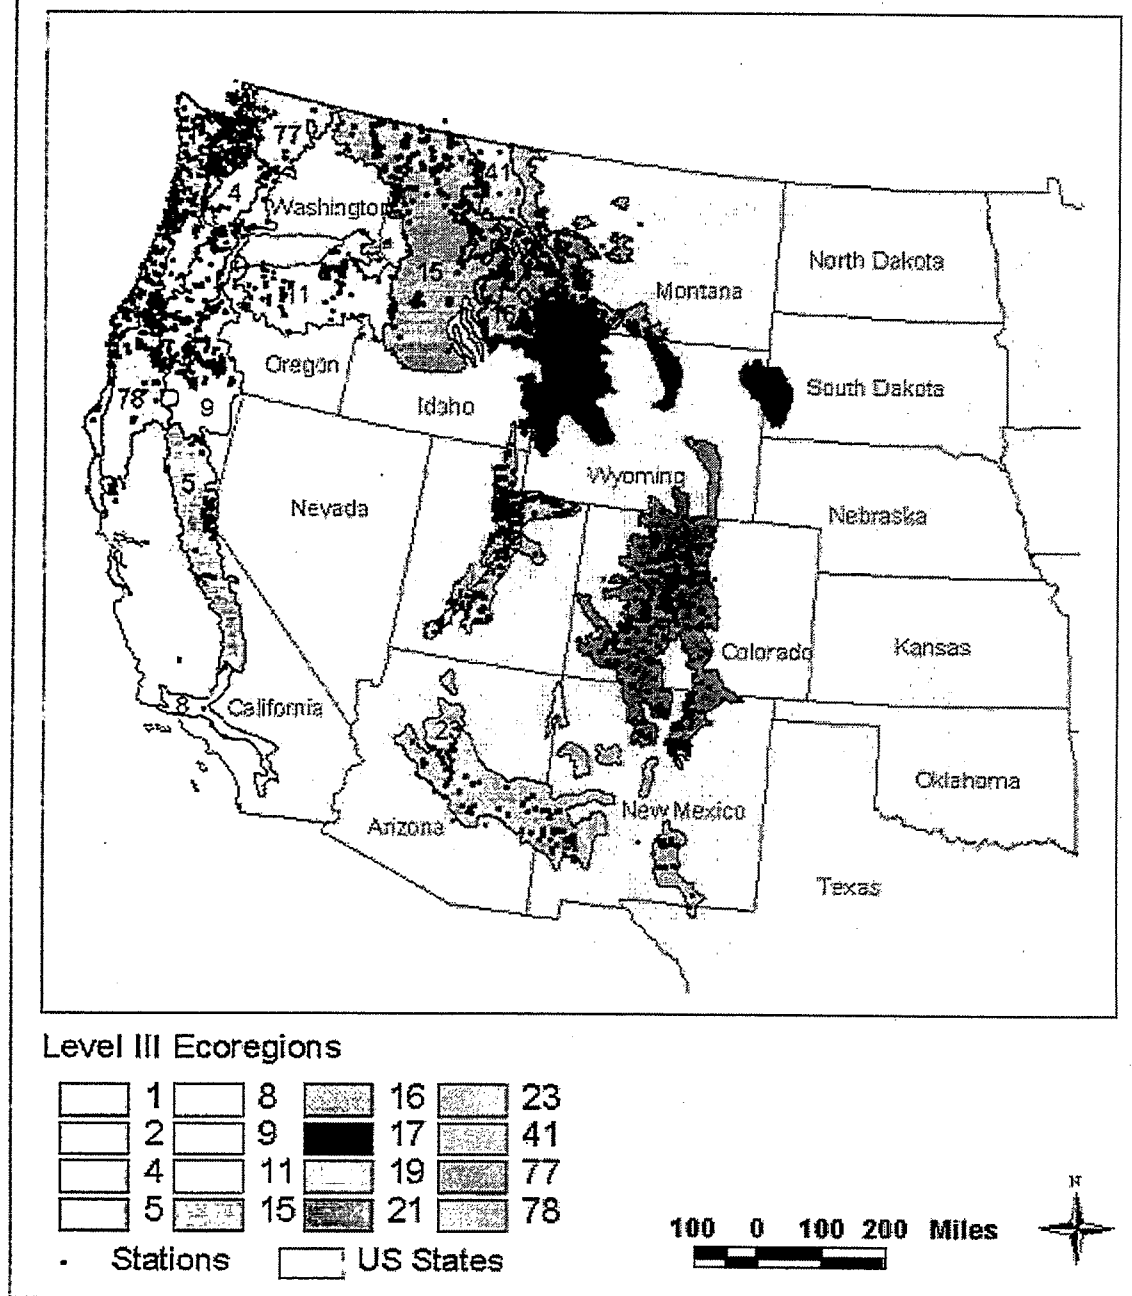 77
41
4
Washington
North Dakota
15
11
Montana
16
Oregon
South Dakota
78
9
Idaho
5
Wyoming
Nevada
Nebraska
Colorado
Kansas
8
California
23
Oklahoma
New Mexico
Arizona
Texas
Level III Ecoregions
1 8 16 23
2 9 17 41
4 11 19 77
5 15 21 78
Stations US States
N
100 0 100 200 Miles